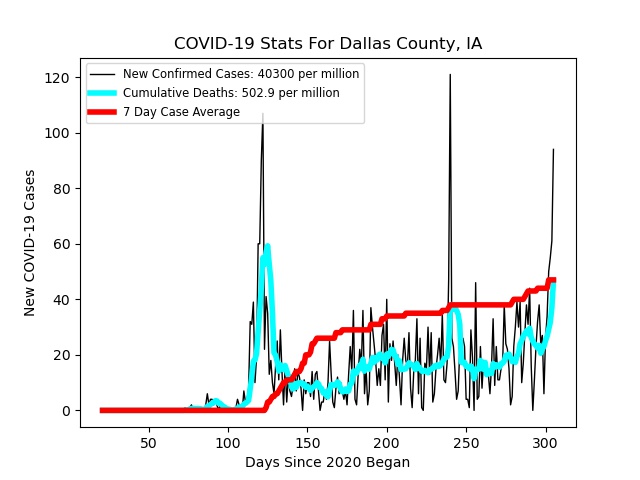 COVID-19 Stats For Dallas County, IA
New Confirmed Cases: 40300 per million
Cumulative Deaths: 502.9 per million
7 Day Case Average
New COVID-19 Cases
120
100
80
60
40
20
0
50 100 150 200 250 300
Days Since 2020 Began